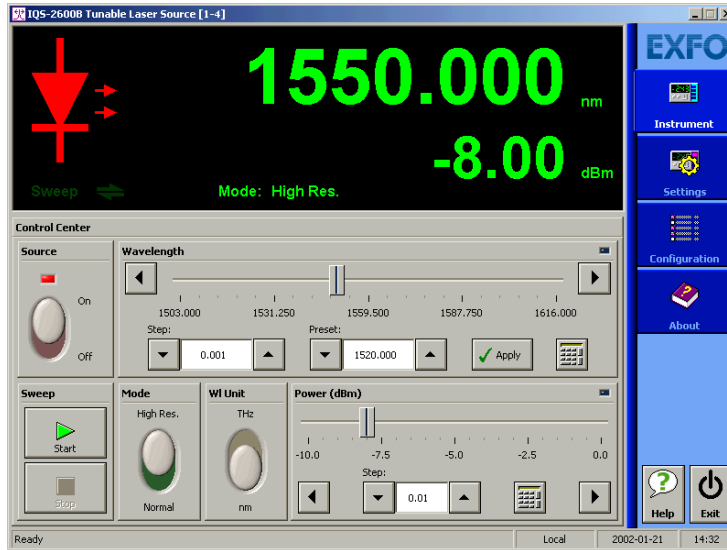 IQS-2600B Tunable Laser Source [1-4]
EXFO
1550.000 nm
-8.00 dBm
Sweep
Mode: High Res.
Instrument
Settings
Configuration
About
Control Center
Source
On
Off
Wavelength
1503.000 1531.250 1559.500 1587.750 1616.000
Step: Preset:
0.001 1520.000 Apply
Sweep
Start
Stop
Mode
High Res.
Normal
Wl Unit
THz
nm
Power (dBm)
-10.0 -7.5 -5.0 -2.5 0.0
Step:
0.01
Help Exit
Ready Local 2002-01-21 14:32